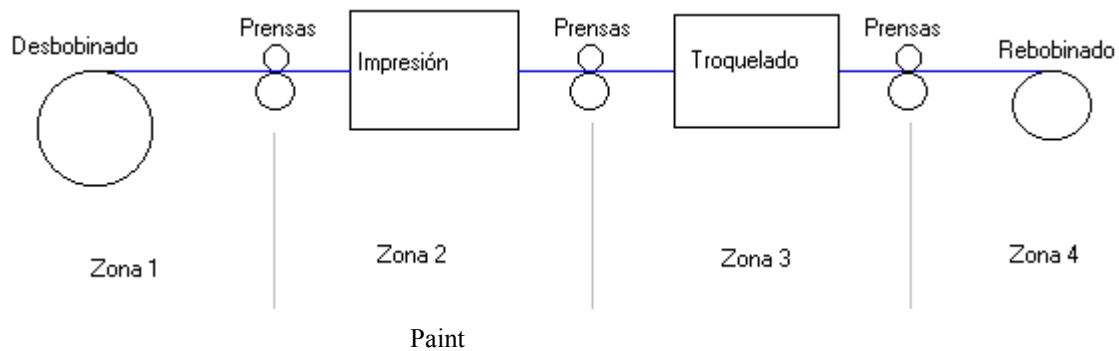 Desbobinado
Prensas
Impresión
Prensas
Troquelado
Prensas
Rebobinado
Zona 1
Zona 2
Zona 3
Zona 4
Paint